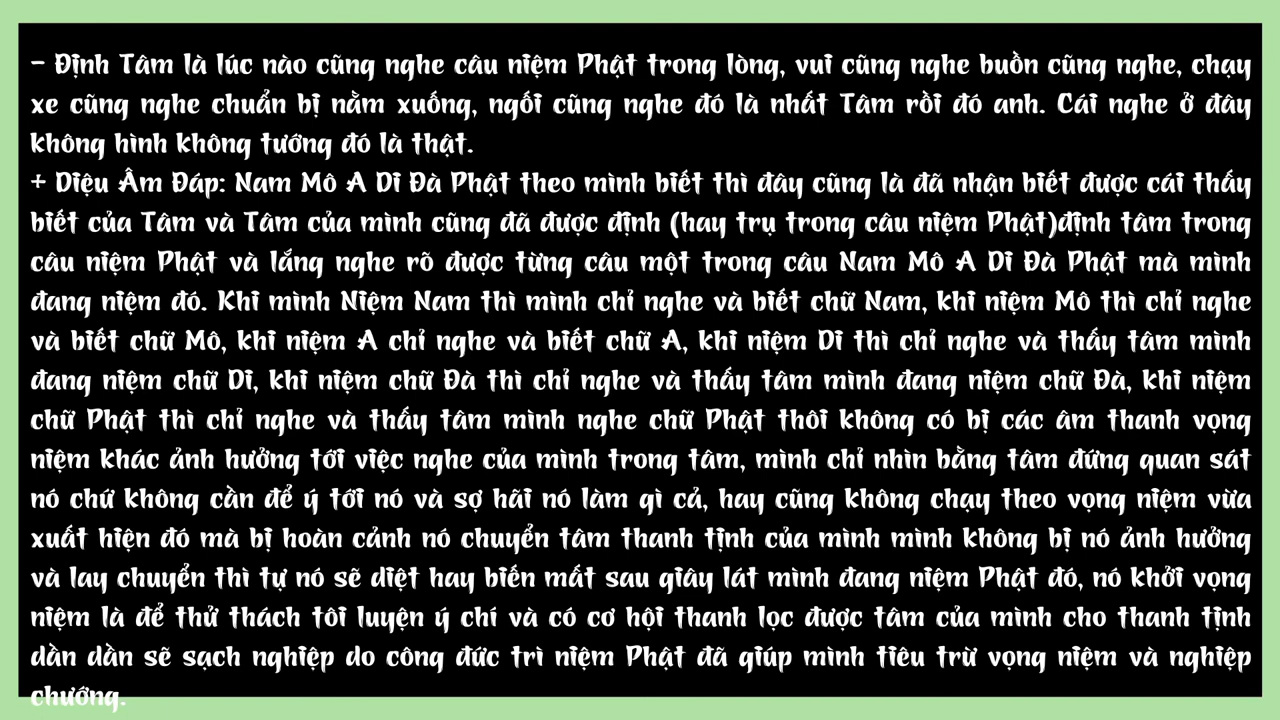 - Định Tâm là lúc nào cũng nghe câu niệm Phật trong lòng, vui cũng nghe buồn cũng nghe, chạy
xe cũng nghe chuẩn bị nằm xuống, ngồi cũng nghe đó là nhất Tâm rồi đó anh. Cái nghe ở đây
không hình không tướng đó là thật.
+ Diệu Âm Đáp: Nam Mô A Di Đà Phật theo mình biết thì đây cũng là đã nhận biết được cái thấy
biết của Tâm và Tâm của mình cũng đã được định (hay trụ trong câu niệm Phật)định tâm trong
câu niệm Phật và lắng nghe rõ được từng câu một trong câu Nam Mô A Di Đà Phật mà mình
đang niệm đó. Khi mình Niệm Nam thì mình chỉ nghe và biết chữ Nam, khi niệm Mô thì chỉ nghe
và biết chữ Mô, khi niệm A chỉ nghe và biết chữ A, khi niệm Di thì chỉ nghe và thấy tâm mình
đang niệm chữ Di, khi niệm chữ Đà thì chỉ nghe và thấy tâm mình đang niệm chữ Đà, khi niệm
chữ Phật thì chỉ nghe và thấy tâm mình nghe chữ Phật thôi không có bị các âm thanh vọng
niệm khác ảnh hưởng tới việc nghe của mình trong tâm, mình chỉ nhìn bằng tâm đứng quan sát
nó chứ không cần để ý tới nó và sợ hãi nó làm gì cả, hay cũng không chạy theo vọng niệm vừa
xuất hiện đó mà bị hoàn cảnh nó chuyển tâm thanh tịnh của mình mình không bị nó ảnh hưởng
và lay chuyển thì tự nó sẽ diệt hay biến mất sau giây lát mình đang niệm Phật đó, nó khởi vọng
niệm là để thử thách tôi luyện ý chí và có cơ hội thanh lọc được tâm của mình cho thanh tịnh
dần dần sẽ sạch nghiệp do công đức trì niệm Phật đã giúp mình tiêu trừ vọng niệm và nghiệp
chướng.